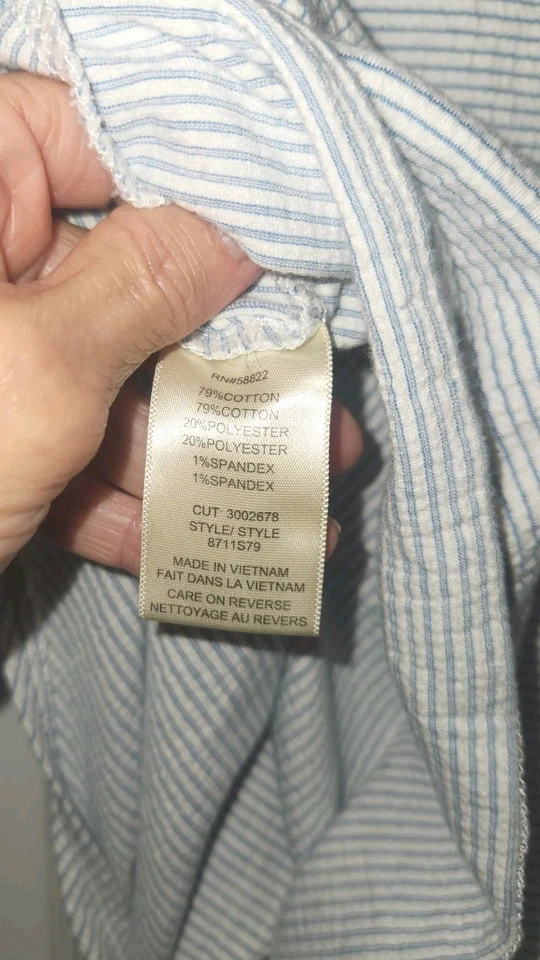 RN#58822
79%COTTON
79%COTTON
20%POLYESTER
20%POLYESTER
1%SPANDEX
1%SPANDEX
CUT 3002678
STYLE/ STYLE
8711S79
MADE IN VIETNAM
FAIT DANS LA VIETNAM
CARE ON REVERSE
NETTOYAGE AU REVERS